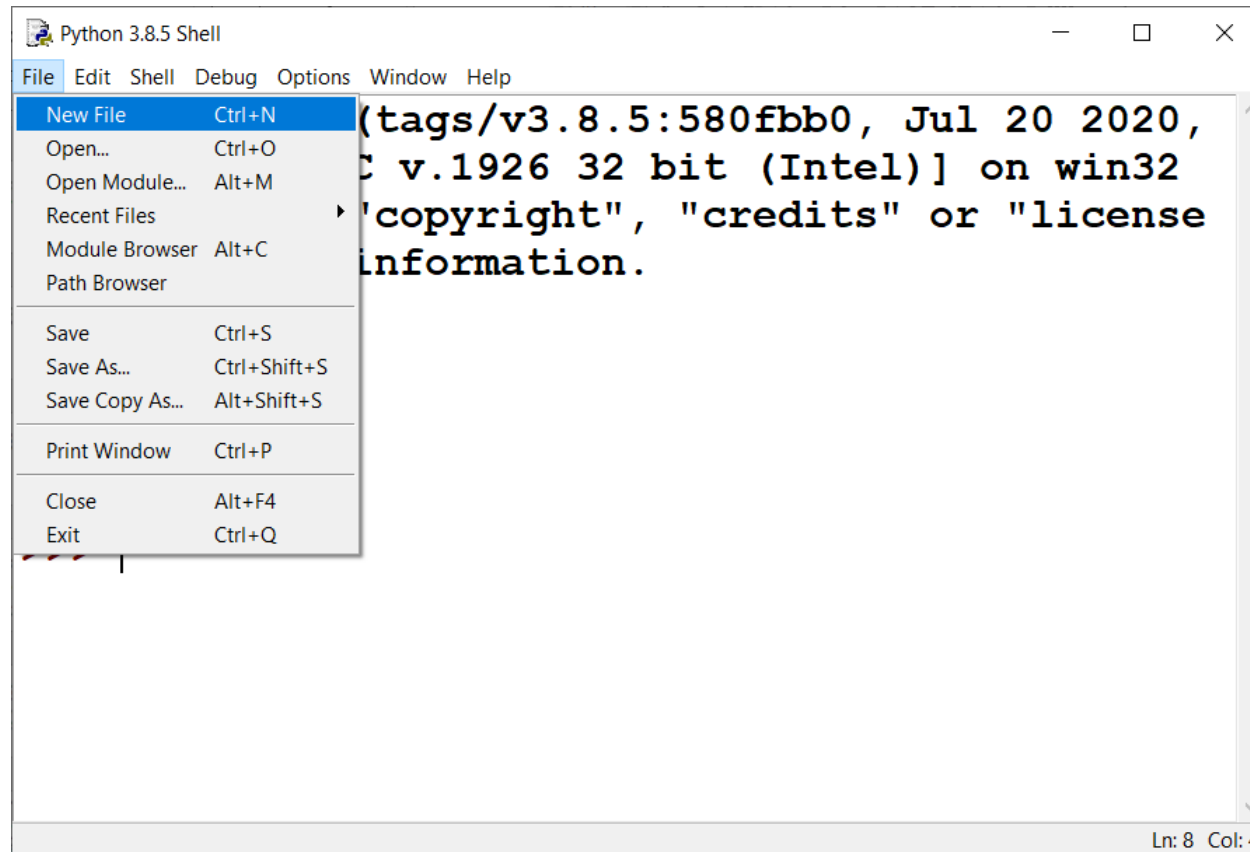 Python 3.8.5 Shell
File Edit Shell Debug Options Window Help
New File Ctrl+N
Open... Ctrl+O
Open Module... Alt+M
Recent Files
Module Browser Alt+C
Path Browser
Save Ctrl+S
Save As... Ctrl+Shift+S
Save Copy As... Alt+Shift+S
Print Window Ctrl+P
Close Alt+F4
Exit Ctrl+Q
(tags/v3.8.5:580fbb0, Jul 20 2020,
C v.1926 32 bit (Intel)] on win32
"copyright", "credits" or "license
information.
>>>
Ln: 8 Col: 4